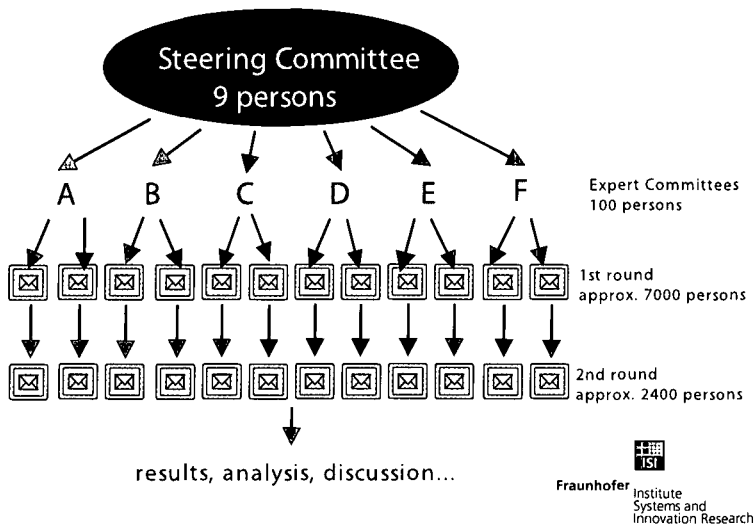 Steering Committee
9 persons
A B C D E F
Expert Committees
100 persons
1st round
approx. 7000 persons
2nd round
approx. 2400 persons
results, analysis, discussion...
ISI
Fraunhofer Institute
Systems and
Innovation Research